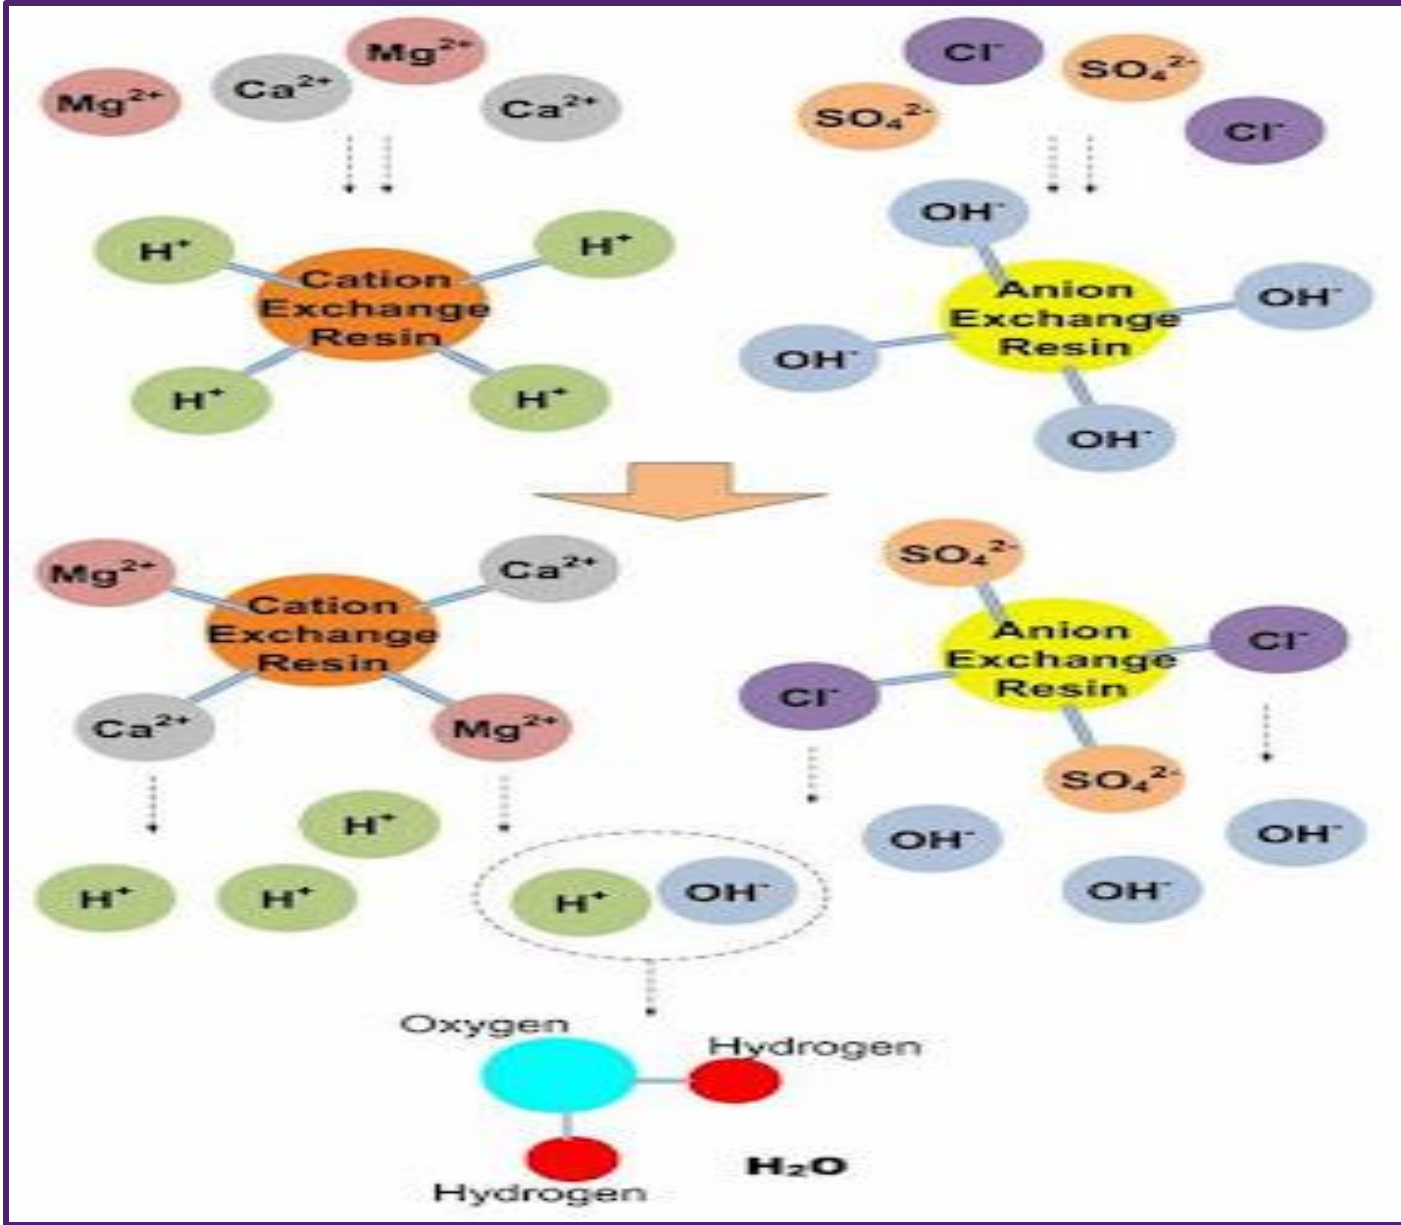 Mg²⁺
Ca²⁺
Mg²⁺
Ca²⁺
SO₄²⁻
Cl⁻
SO₄²⁻
Cl⁻
H⁺
H⁺
Cation
Exchange
Resin
H⁺
H⁺
OH⁻
OH⁻
Anion
Exchange
Resin
OH⁻
OH⁻
Mg²⁺
Ca²⁺
Cation
Exchange
Resin
Ca²⁺
Mg²⁺
SO₄²⁻
Cl⁻
Anion
Exchange
Resin
Cl⁻
SO₄²⁻
H⁺
H⁺
H⁺
H⁺
OH⁻
OH⁻
OH⁻
OH⁻
Oxygen
Hydrogen
Hydrogen
H₂O